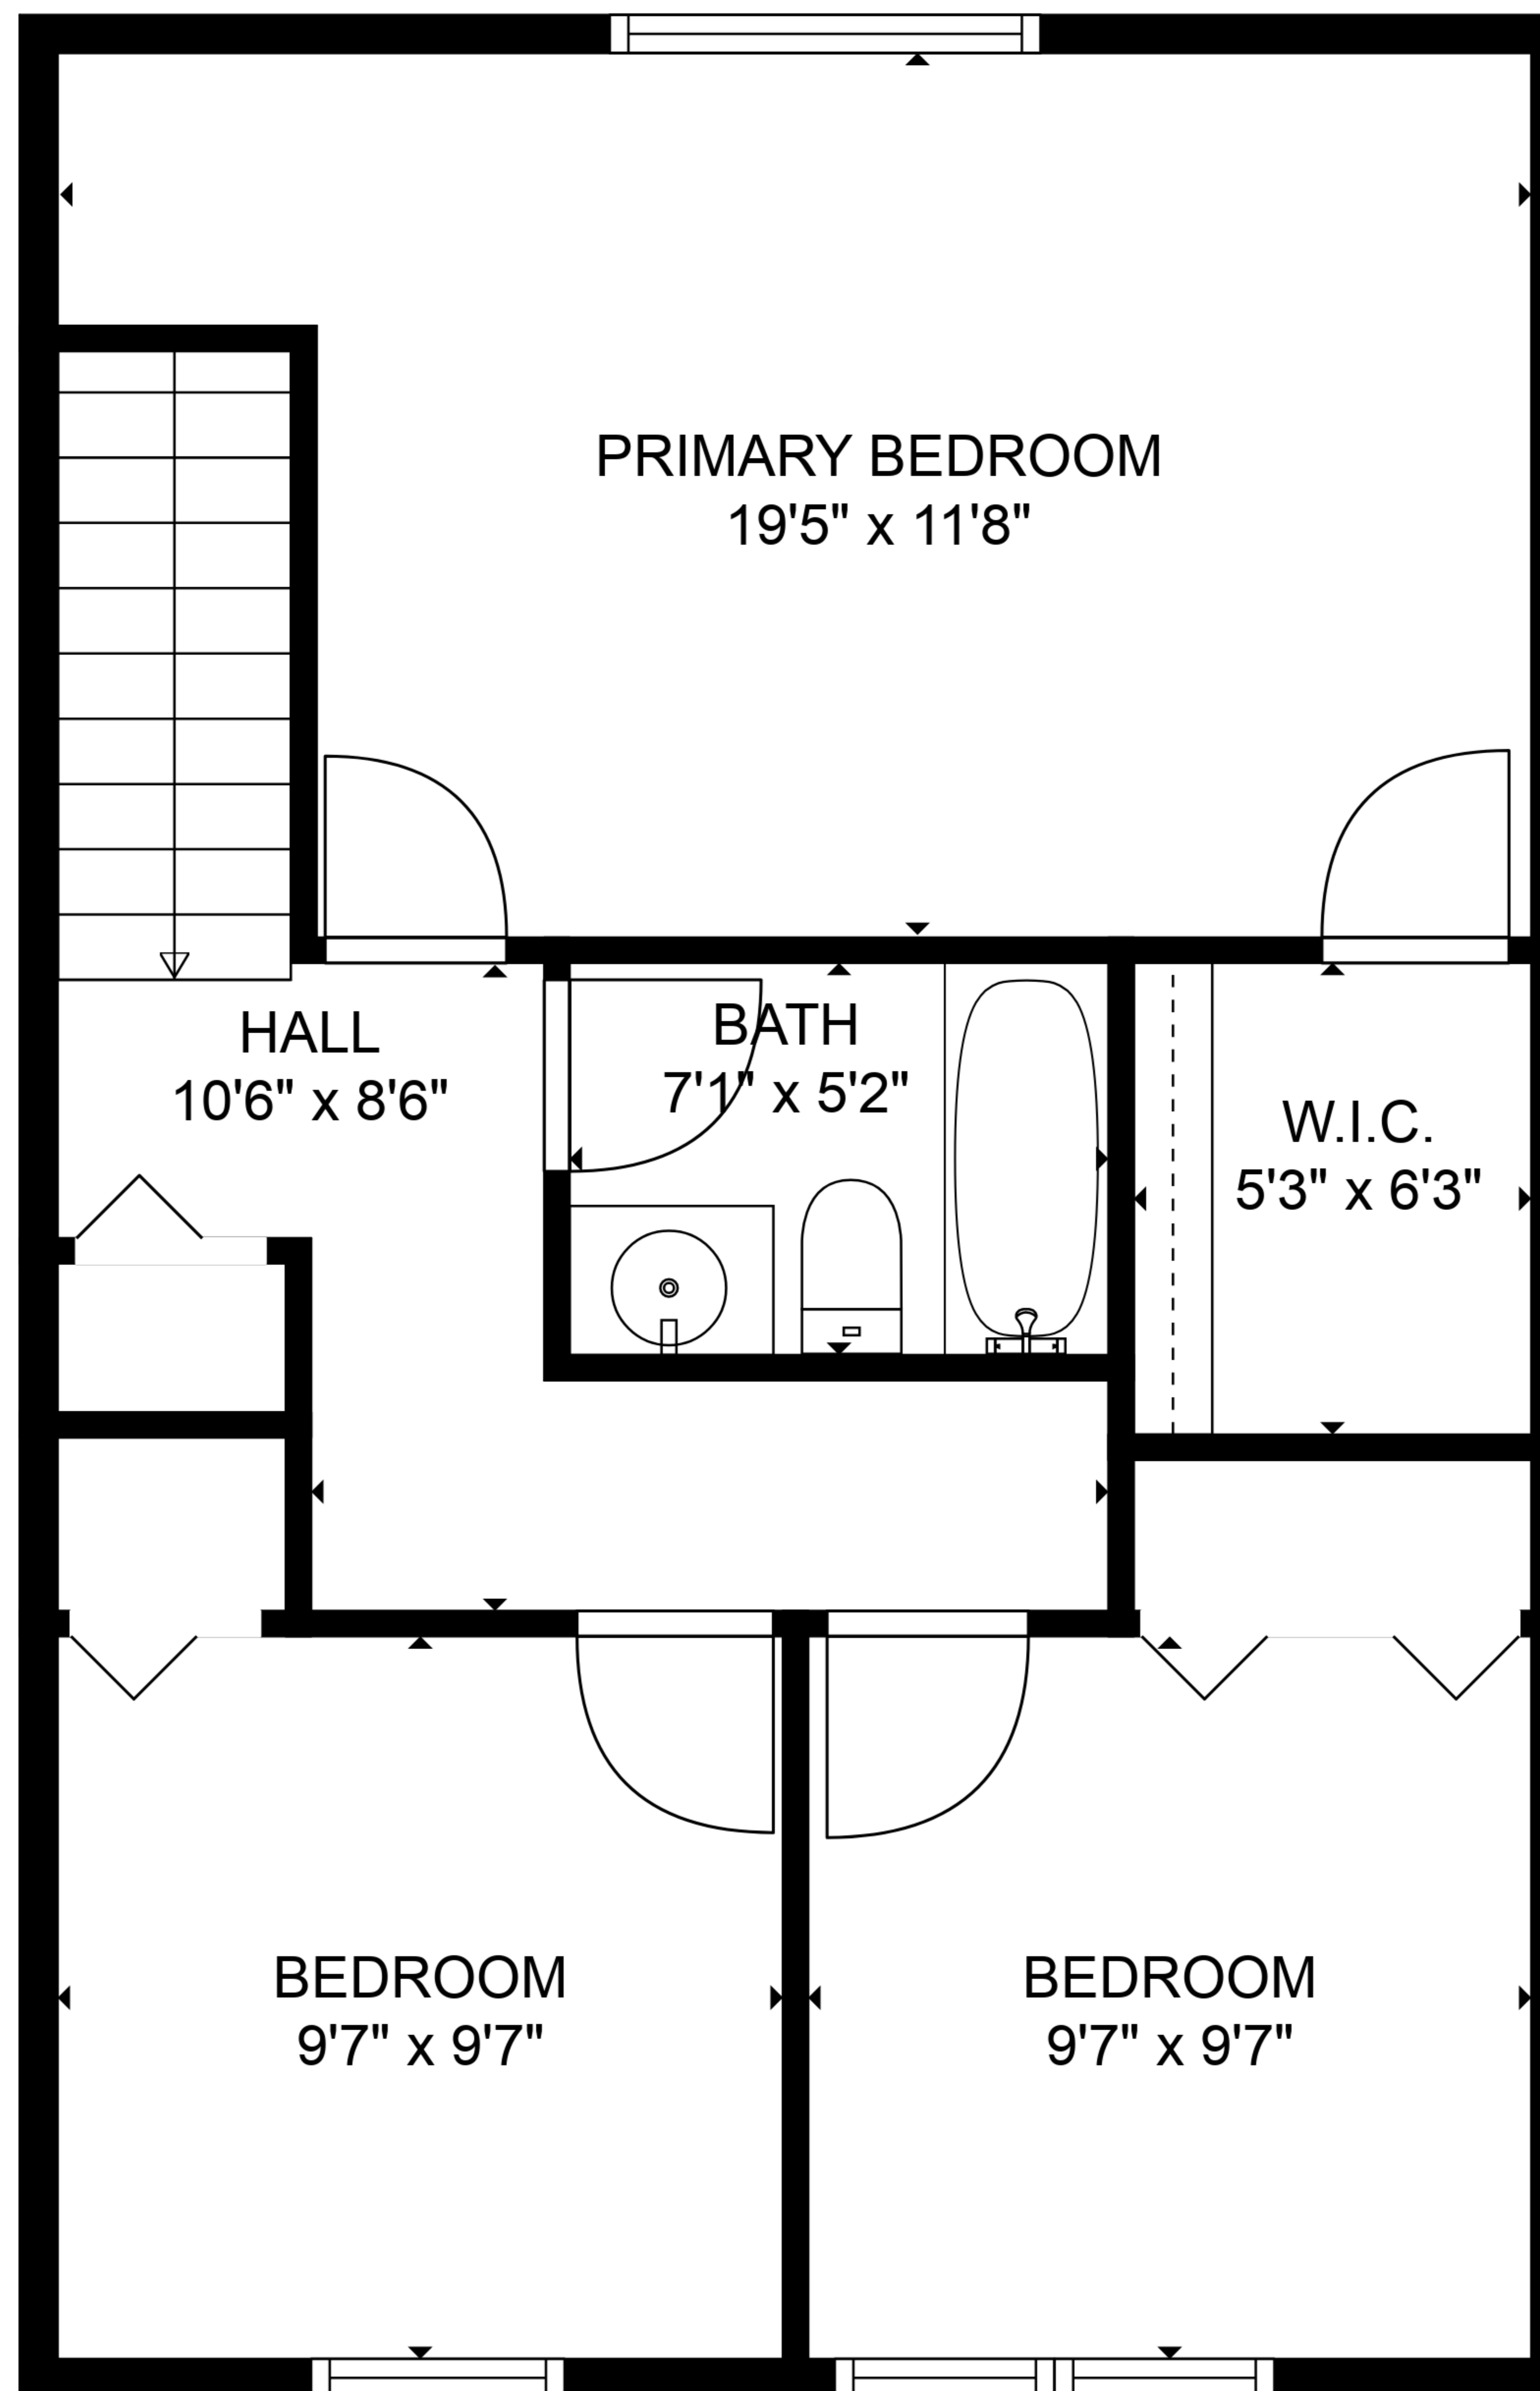 PRIMARY BEDROOM
19'5" x 11'8"
HALL
10'6" x 8'6"
BATH
7'1" x 5'2"
W.I.C.
5'3" x 6'3"
BEDROOM
9'7" x 9'7"
BEDROOM
9'7" x 9'7"